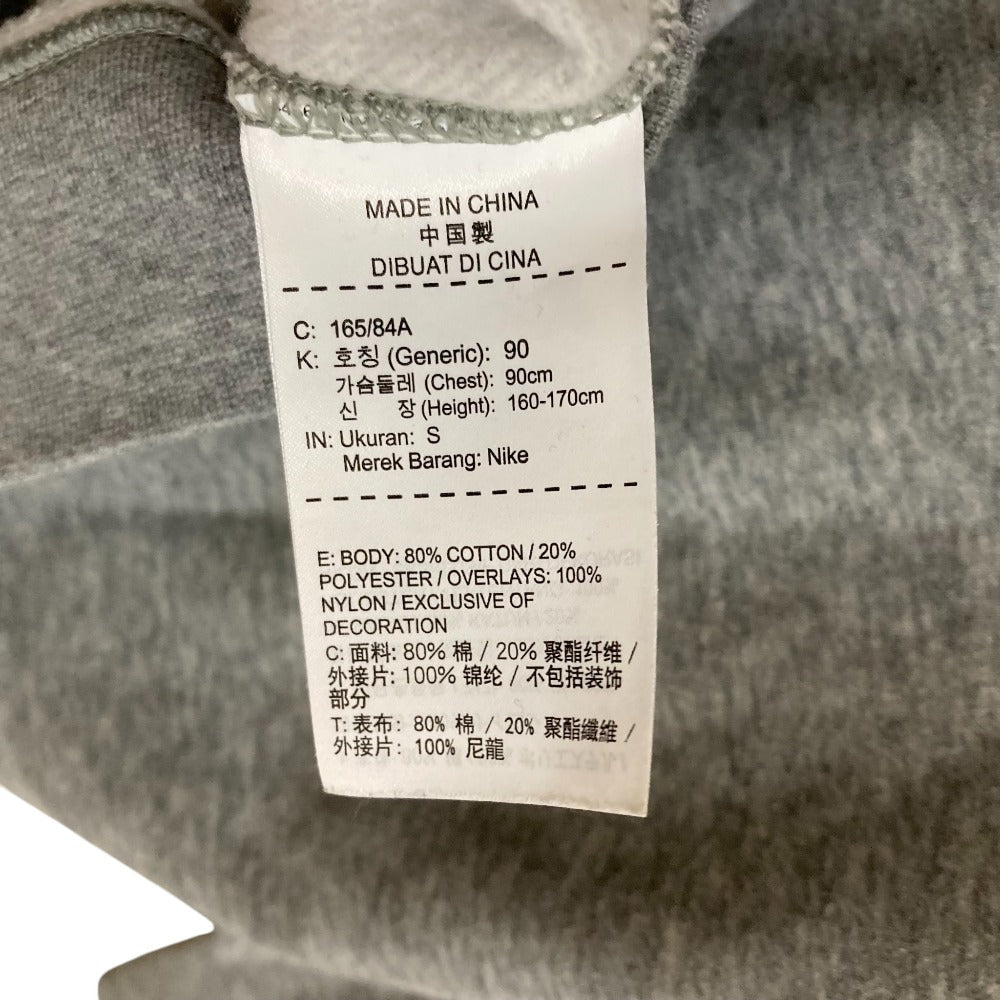 MADE IN CHINA
中国製
DIBUAT DI CINA
C: 165/84A
K: 호칭 (Generic): 90
가슴둘레 (Chest): 90cm
신 장 (Height): 160-170cm
IN: Ukuran: S
Merek Barang: Nike
E: BODY: 80% COTTON / 20%
POLYESTER / OVERLAYS: 100%
NYLON / EXCLUSIVE OF
DECORATION
C: 面料: 80% 棉 / 20% 聚酯纤维 /
外接片: 100% 锦纶 / 不包括装饰
部分
T: 表布: 80% 棉 / 20% 聚酯纖維 /
外接片: 100% 尼龍